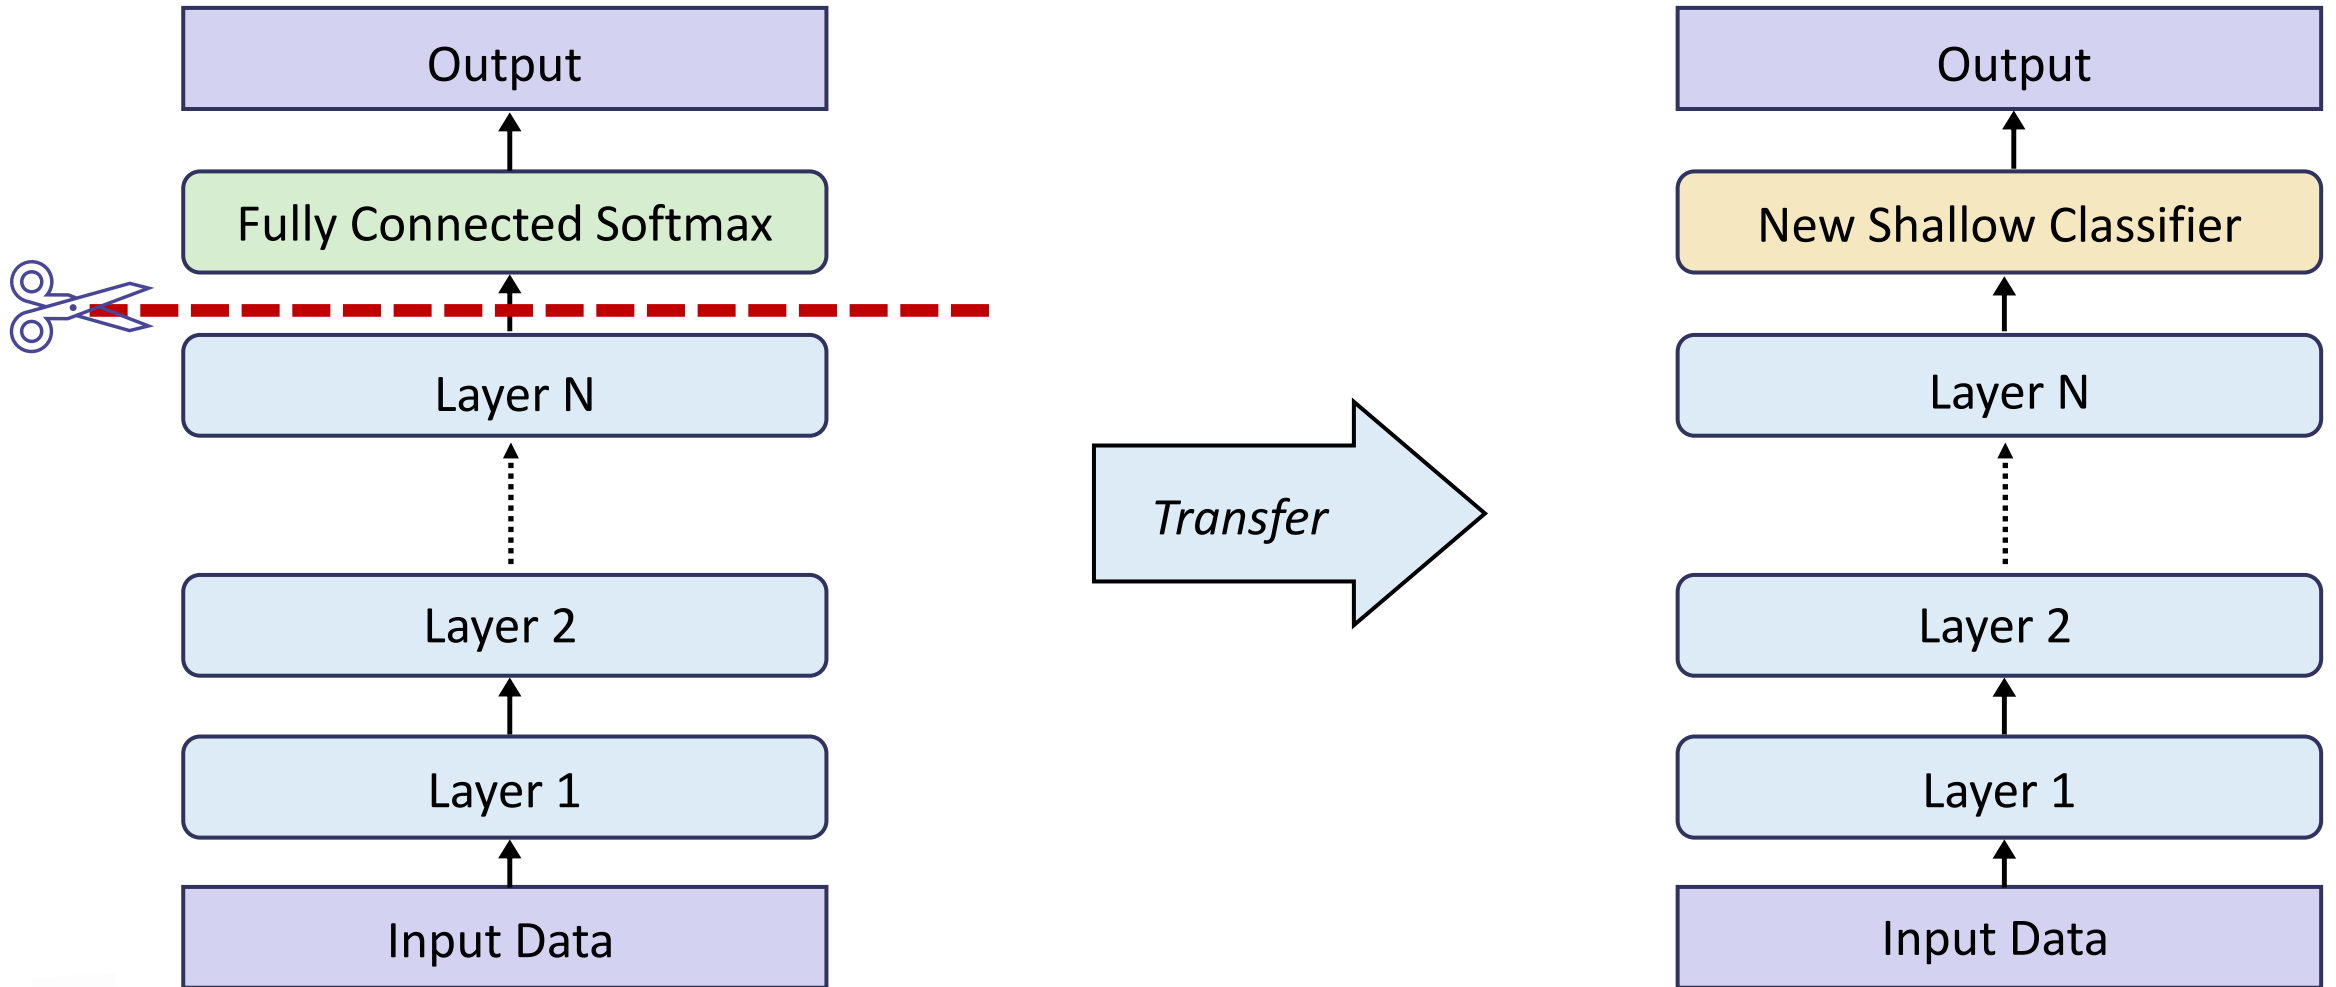 Output
Fully Connected Softmax
Layer N
Layer 2
Layer 1
Input Data
Transfer
Output
New Shallow Classifier
Layer N
Layer 2
Layer 1
Input Data